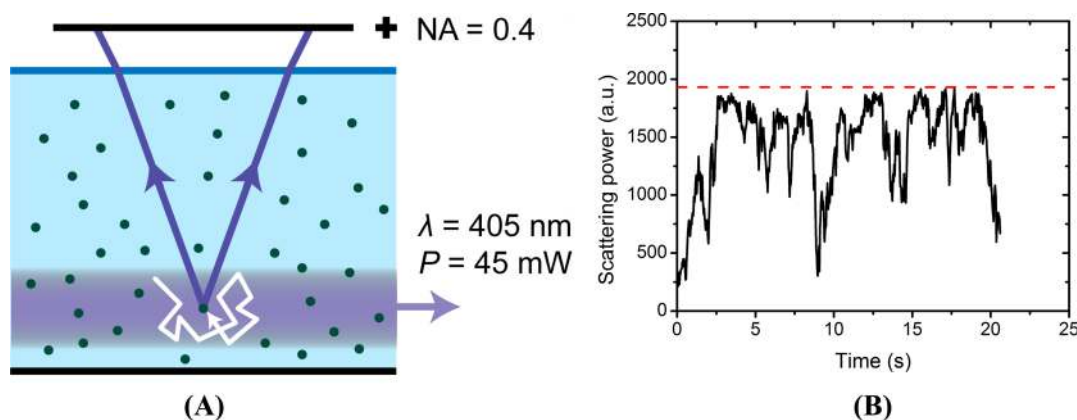 NA = 0.4
λ = 405 nm
P = 45 mW
(A)
Scattering power (a.u.)
2500
2000
1500
1000
500
0
0 5 10 15 20 25
Time (s)
(B)